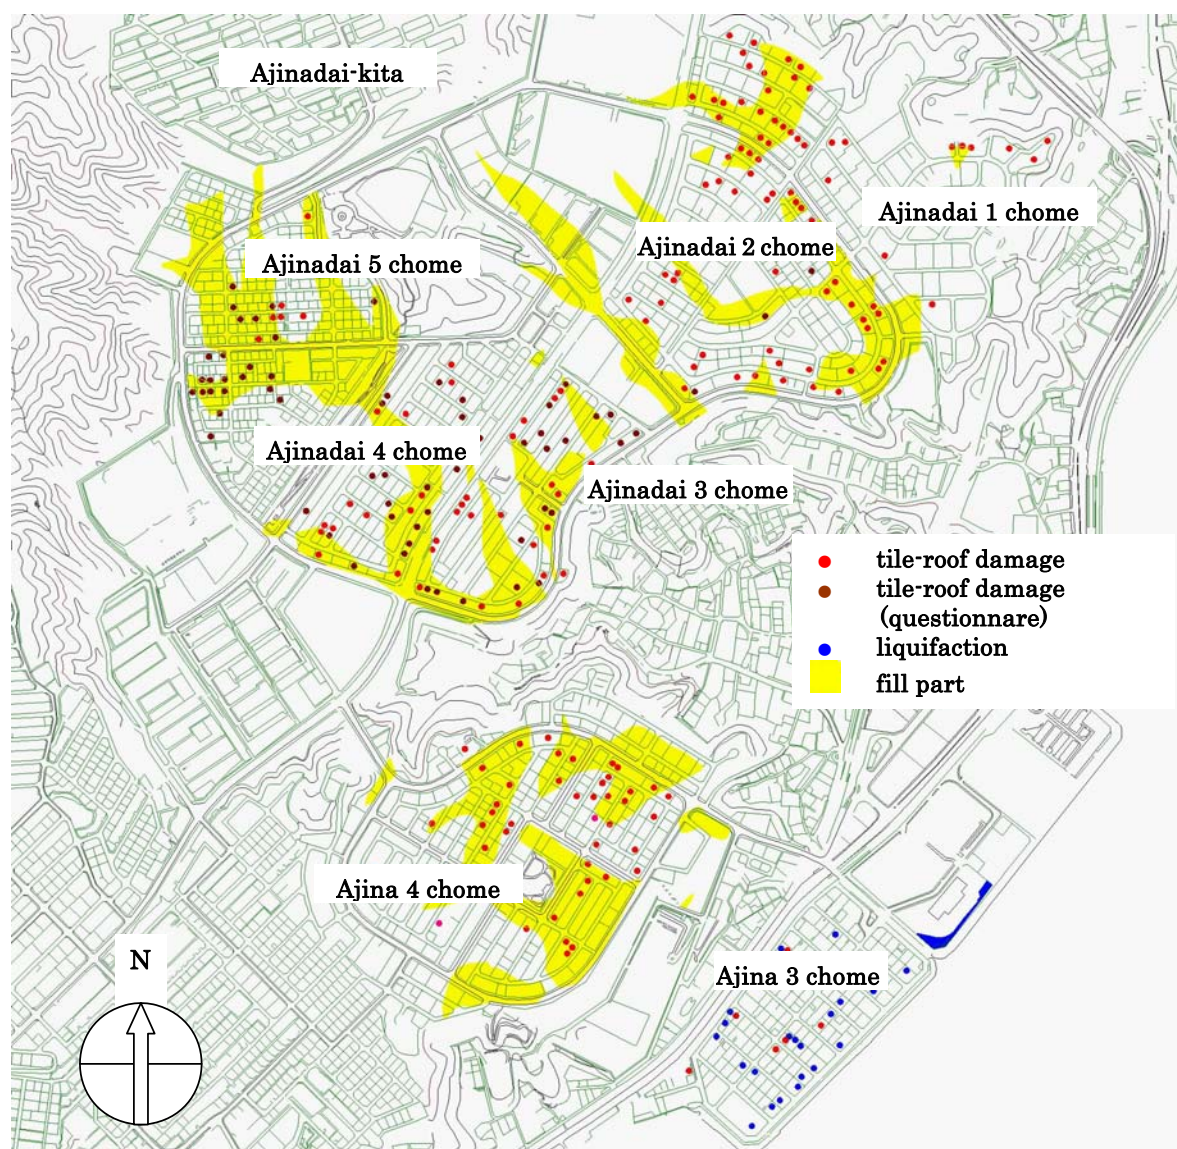 Ajinadai-kita
Ajinadai 1 chome
Ajinadai 2 chome
Ajinadai 5 chome
Ajinadai 4 chome
Ajinadai 3 chome
tile-roof damage
tile-roof damage
(questionnare)
liquifaction
fill part
Ajina 4 chome
N
Ajina 3 chome